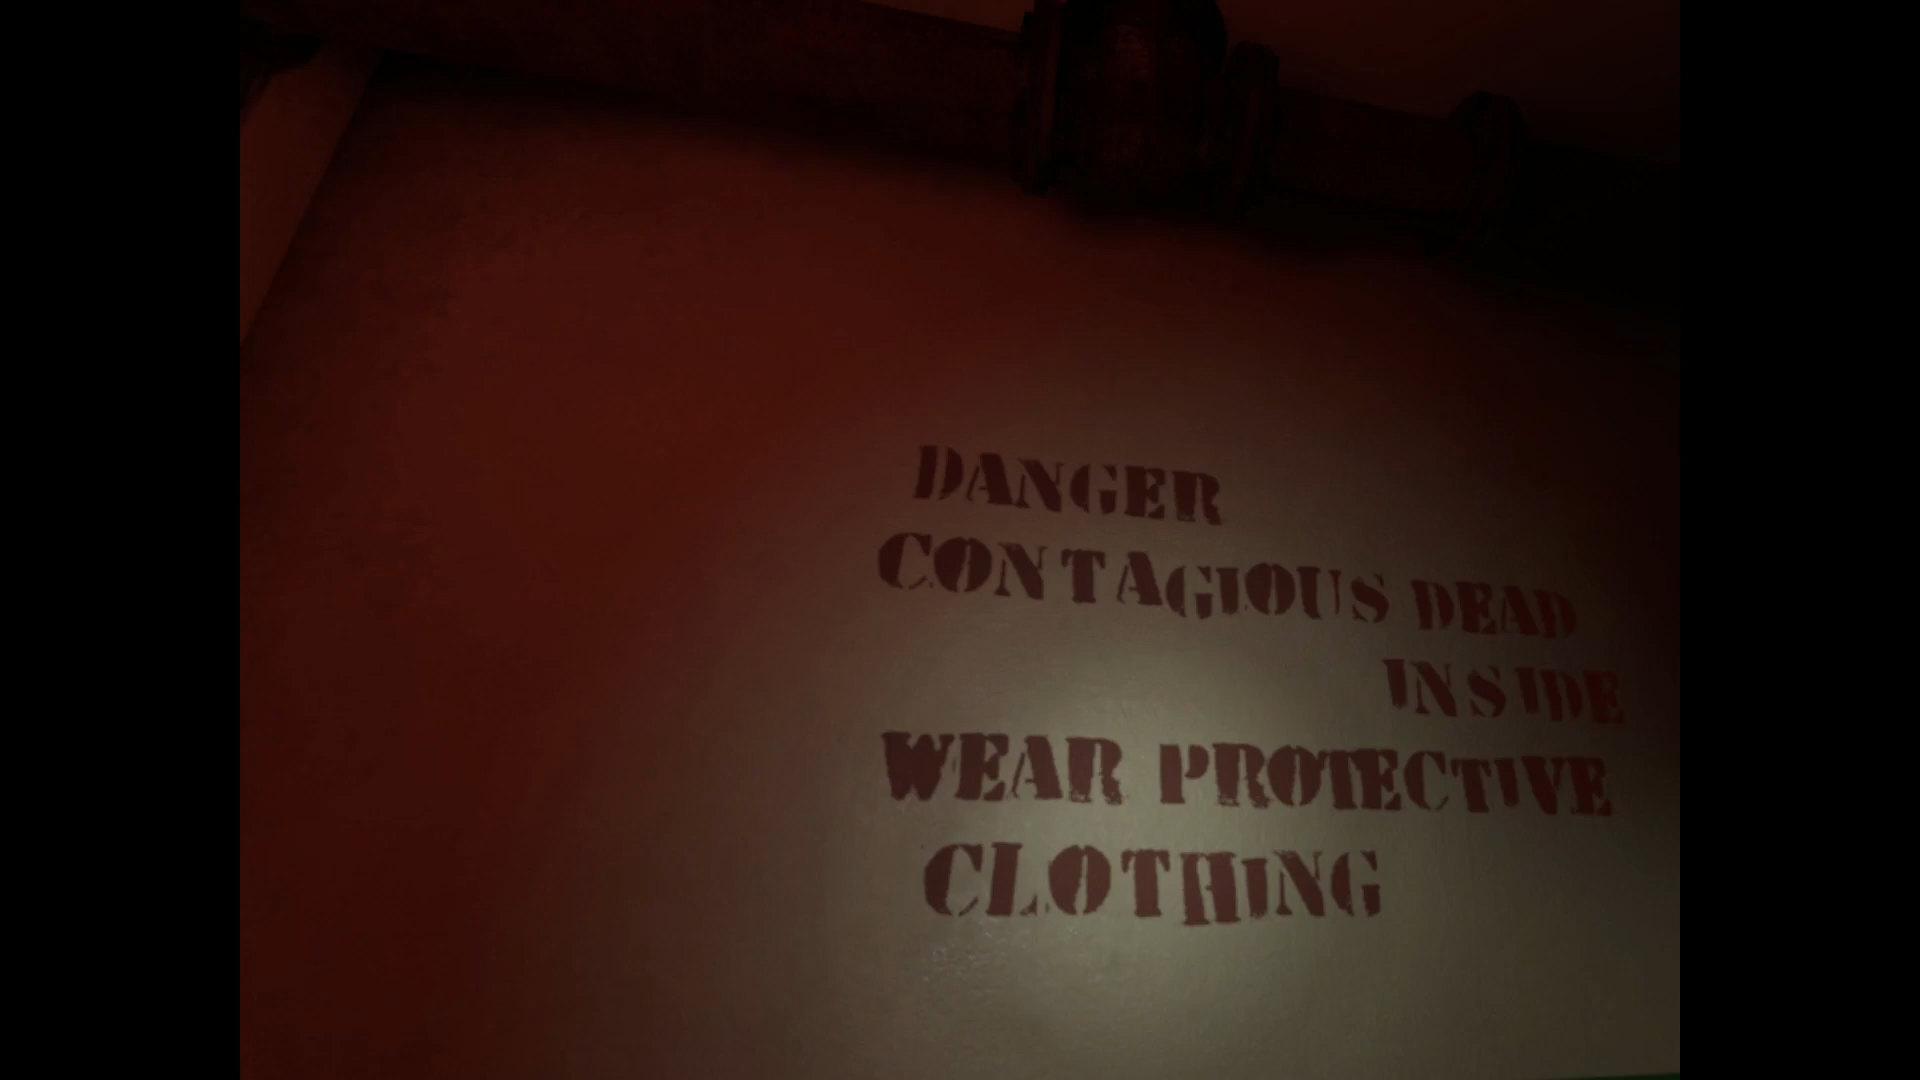 DANGER
CONTAGIOUS DEAD
INSIDE
WEAR PROTECTIVE
CLOTHING